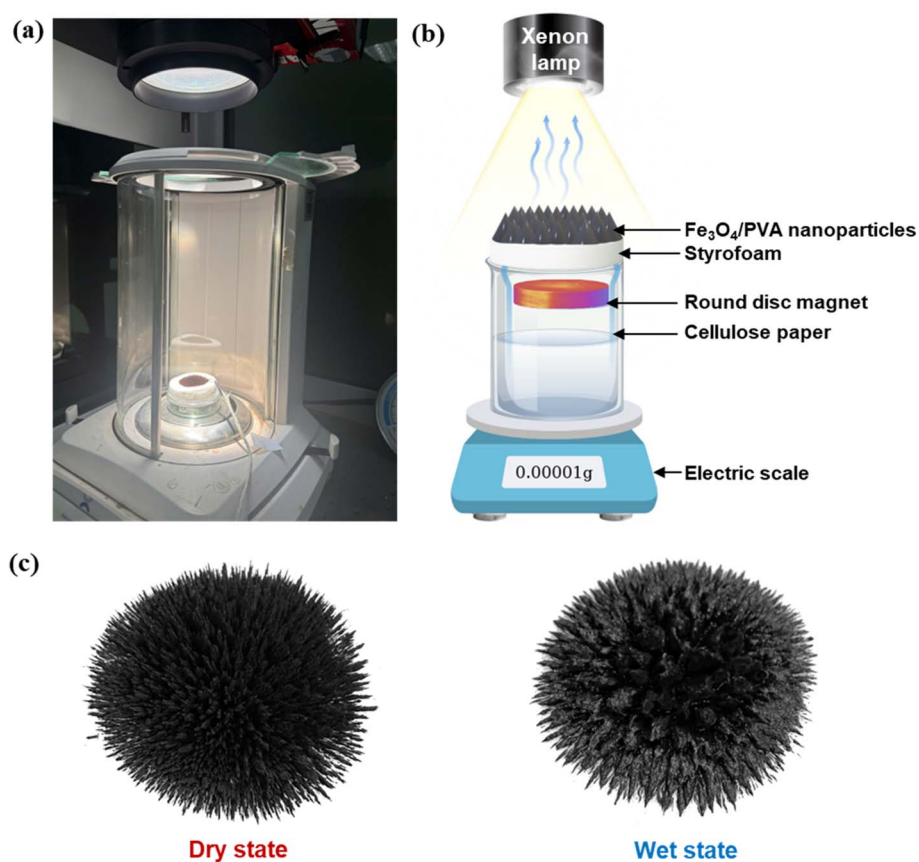 (a)
(b)
Xenon
lamp
Fe₃O₄/PVA nanoparticles
Styrofoam
Round disc magnet
Cellulose paper
0.00001g
Electric scale
(c)
Dry state
Wet state